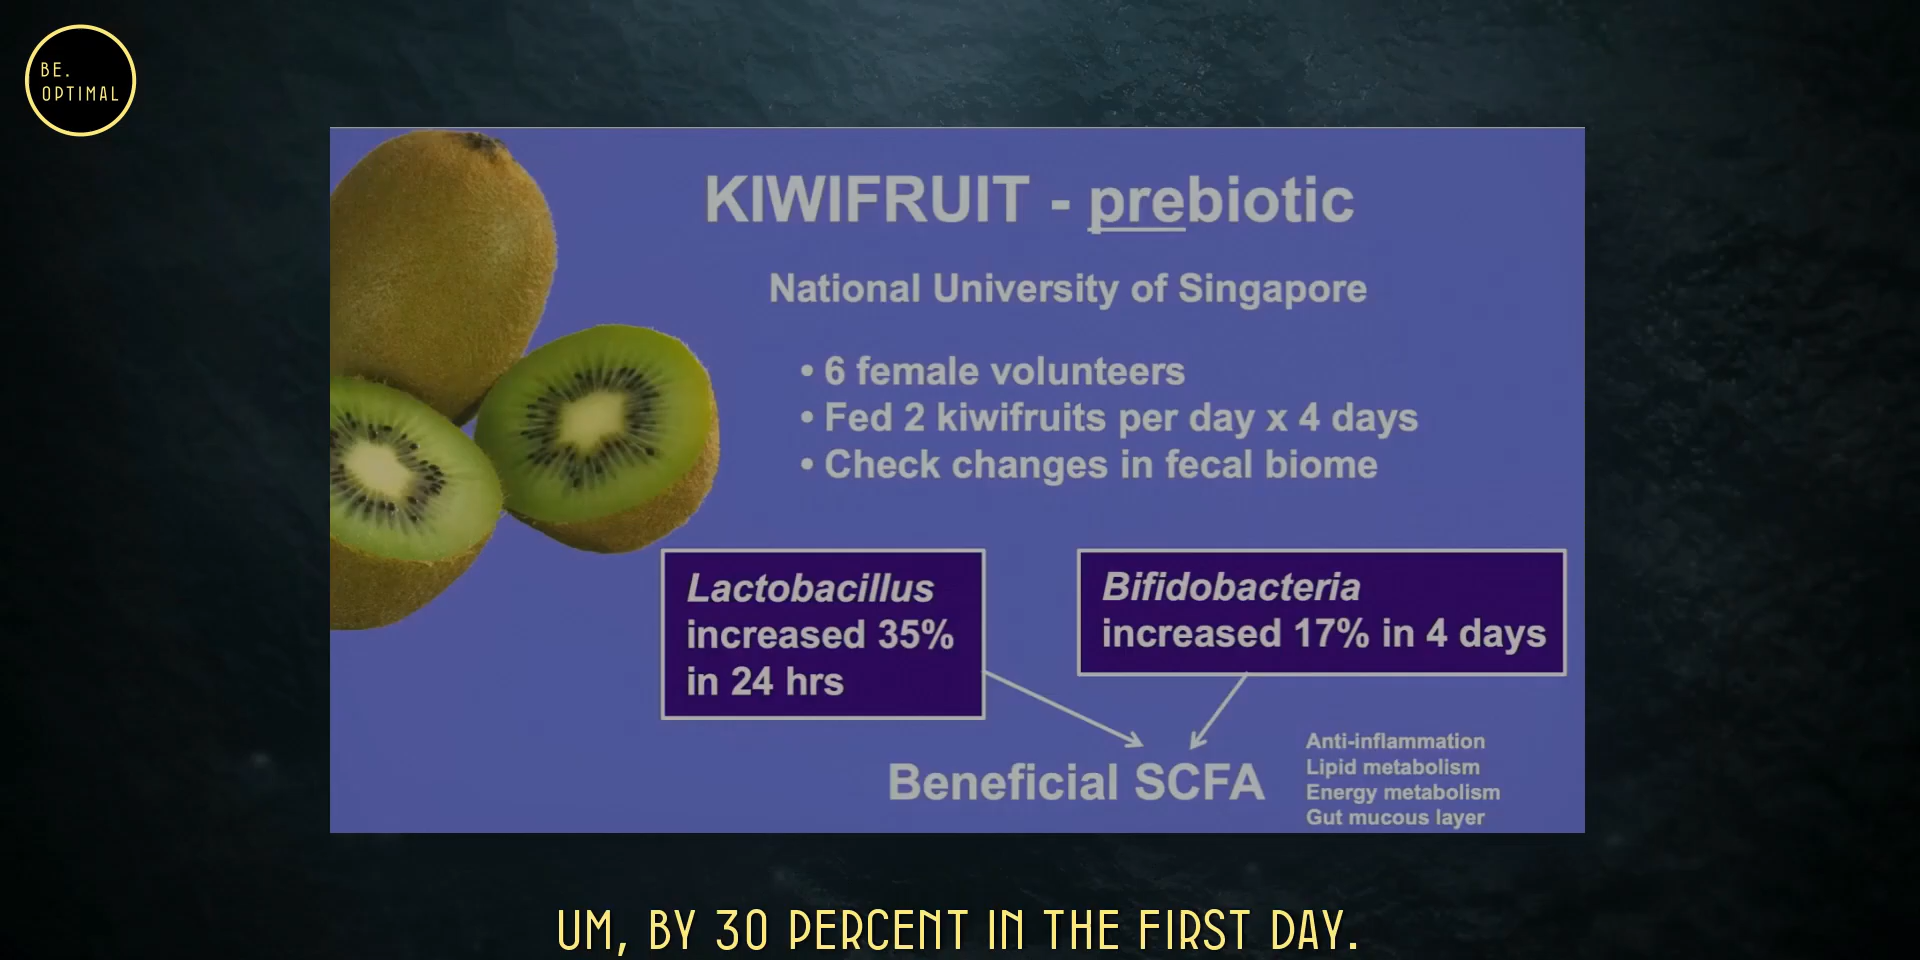 BE.
OPTIMAL
KIWIFRUIT - prebiotic
National University of Singapore
• 6 female volunteers
• Fed 2 kiwifruits per day x 4 days
• Check changes in fecal biome
Lactobacillus
increased 35%
in 24 hrs
Bifidobacteria
increased 17% in 4 days
Beneficial SCFA
Anti-inflammation
Lipid metabolism
Energy metabolism
Gut mucous layer
UM, BY 30 PERCENT IN THE FIRST DAY.